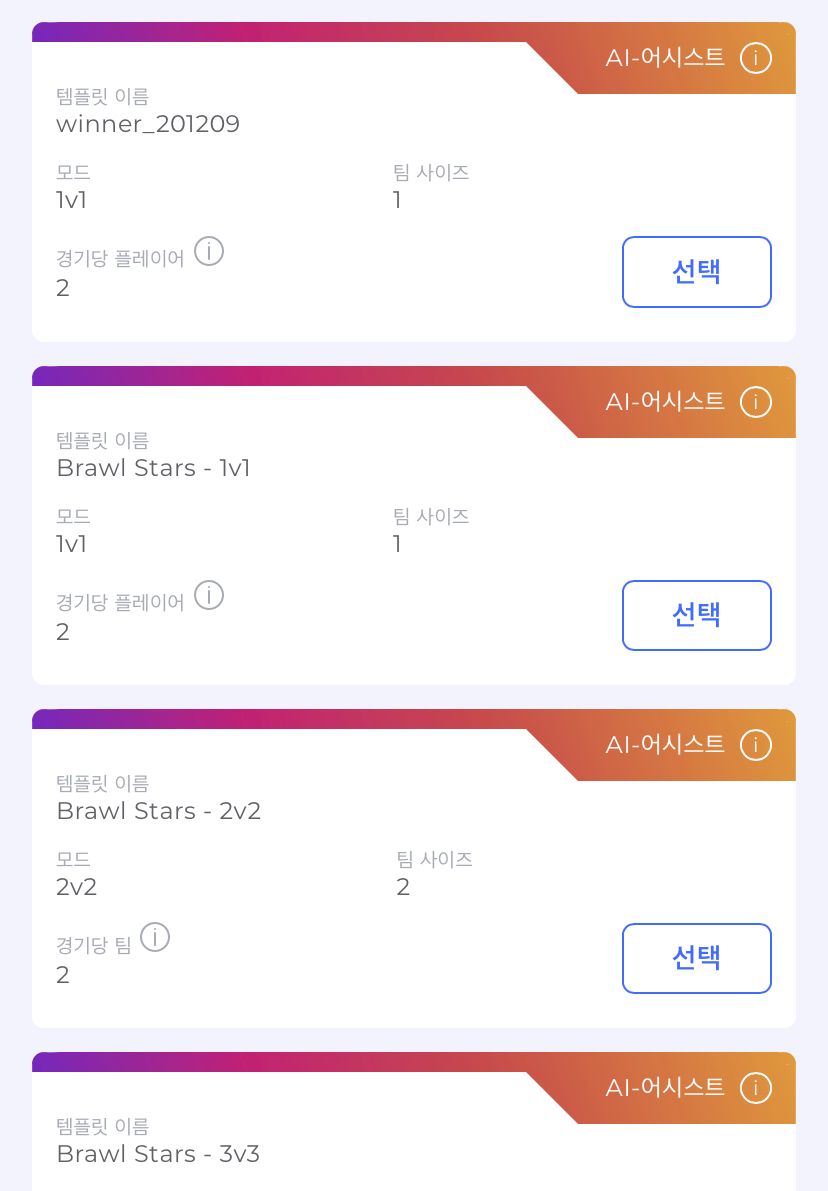 AI-어시스트
템플릿 이름
winner_201209
모드
팀 사이즈
1v1
1
경기당 플레이어
2
선택
AI-어시스트
템플릿 이름
Brawl Stars - 1v1
모드
팀 사이즈
1v1
1
경기당 플레이어
2
선택
AI-어시스트
템플릿 이름
Brawl Stars - 2v2
모드
팀 사이즈
2v2
2
경기당 팀
2
선택
AI-어시스트
템플릿 이름
Brawl Stars - 3v3